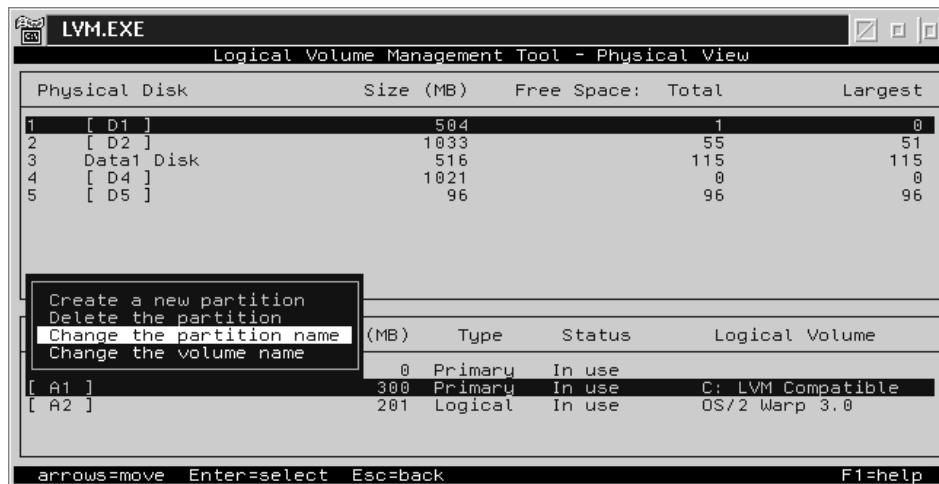 LVM.EXE
Logical Volume Management Tool - Physical View
Physical Disk Size (MB) Free Space: Total Largest
1 [ D1 ] 504 1 0
2 [ D2 ] 1033 55 51
3 Data1 Disk 516 115 115
4 [ D4 ] 1021 0 0
5 [ D5 ] 96 96 96
Create a new partition
Delete the partition
Change the partition name
Change the volume name
(MB) Type Status Logical Volume
0 Primary In use
[ A1 ] 300 Primary In use C: LVM Compatible
[ A2 ] 201 Logical In use OS/2 Warp 3.0
arrows=move Enter=select Esc=back F1=help